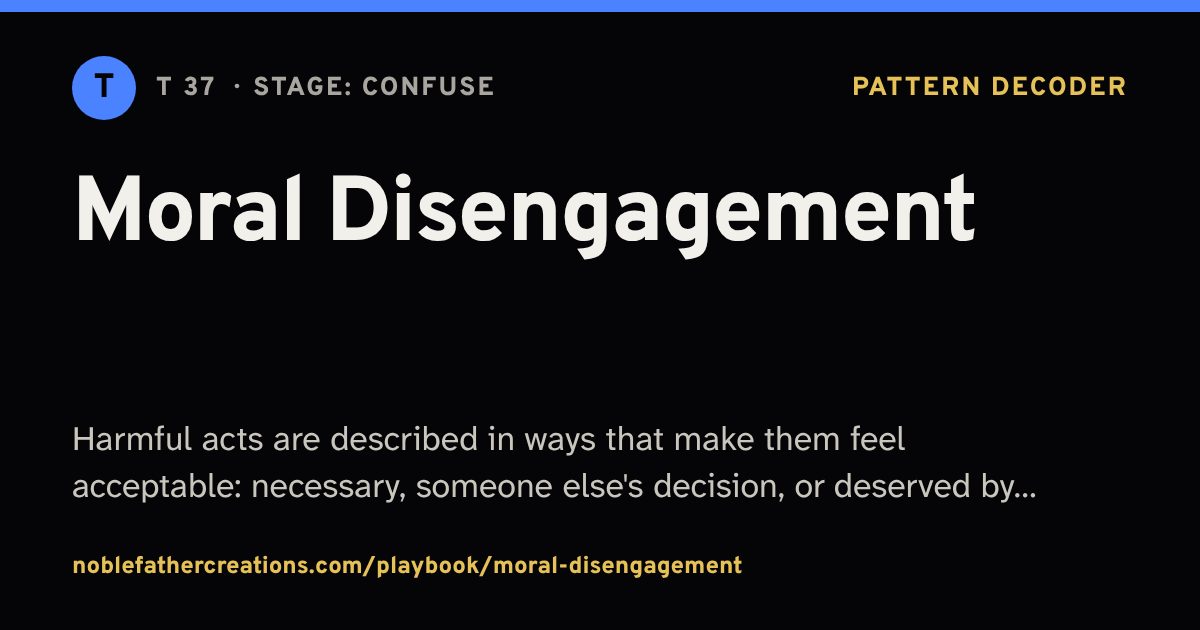 T
T 37 · STAGE: CONFUSE
PATTERN DECODER
Moral Disengagement
Harmful acts are described in ways that make them feel
acceptable: necessary, someone else's decision, or deserved by...
noblefathercreations.com/playbook/moral-disengagement